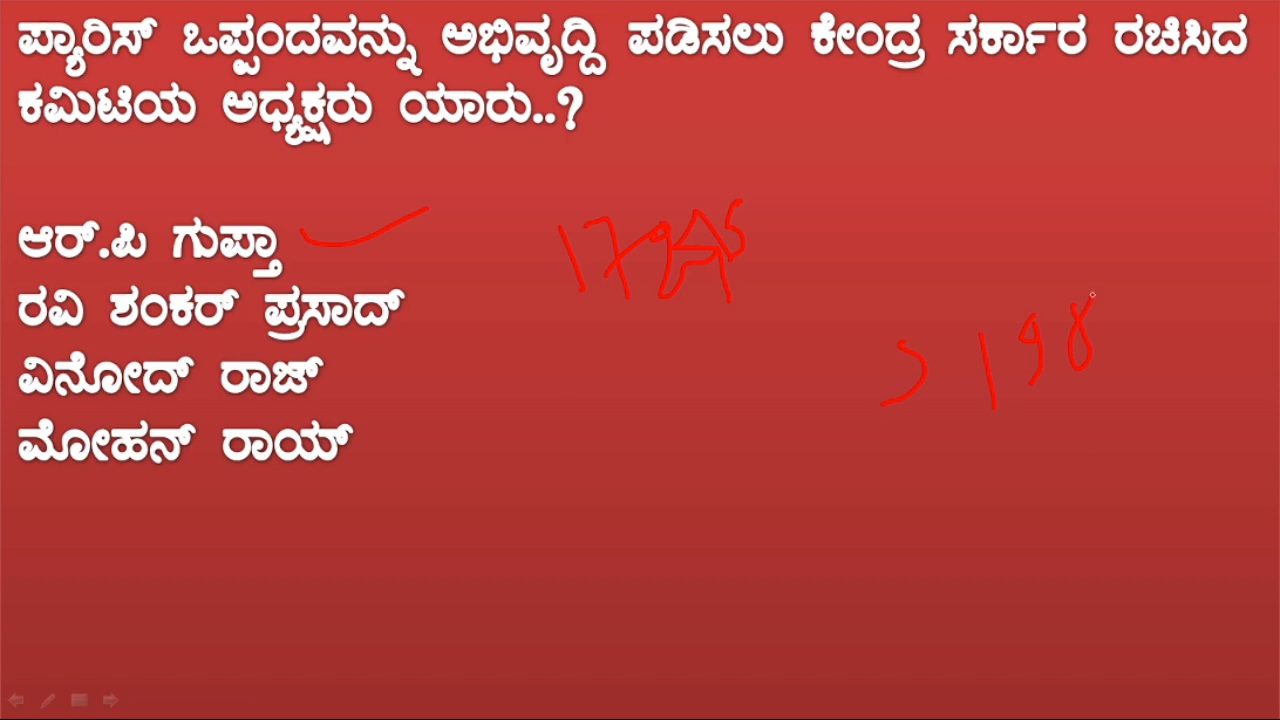 ಪ್ಯಾರಿಸ್ ಒಪ್ಪಂದವನ್ನು ಅಭಿವೃದ್ದಿ ಪಡಿಸಲು ಕೇಂದ್ರ ಸರ್ಕಾರ ರಚಿಸಿದ
ಕಮಿಟಿಯ ಅಧ್ಯಕ್ಷರು ಯಾರು..?
ಆರ್.ಪಿ ಗುಪ್ತಾ
ರವಿ ಶಂಕರ್ ಪ್ರಸಾದ್
ವಿನೋದ್ ರಾಜ್
ಮೋಹನ್ ರಾಯ್